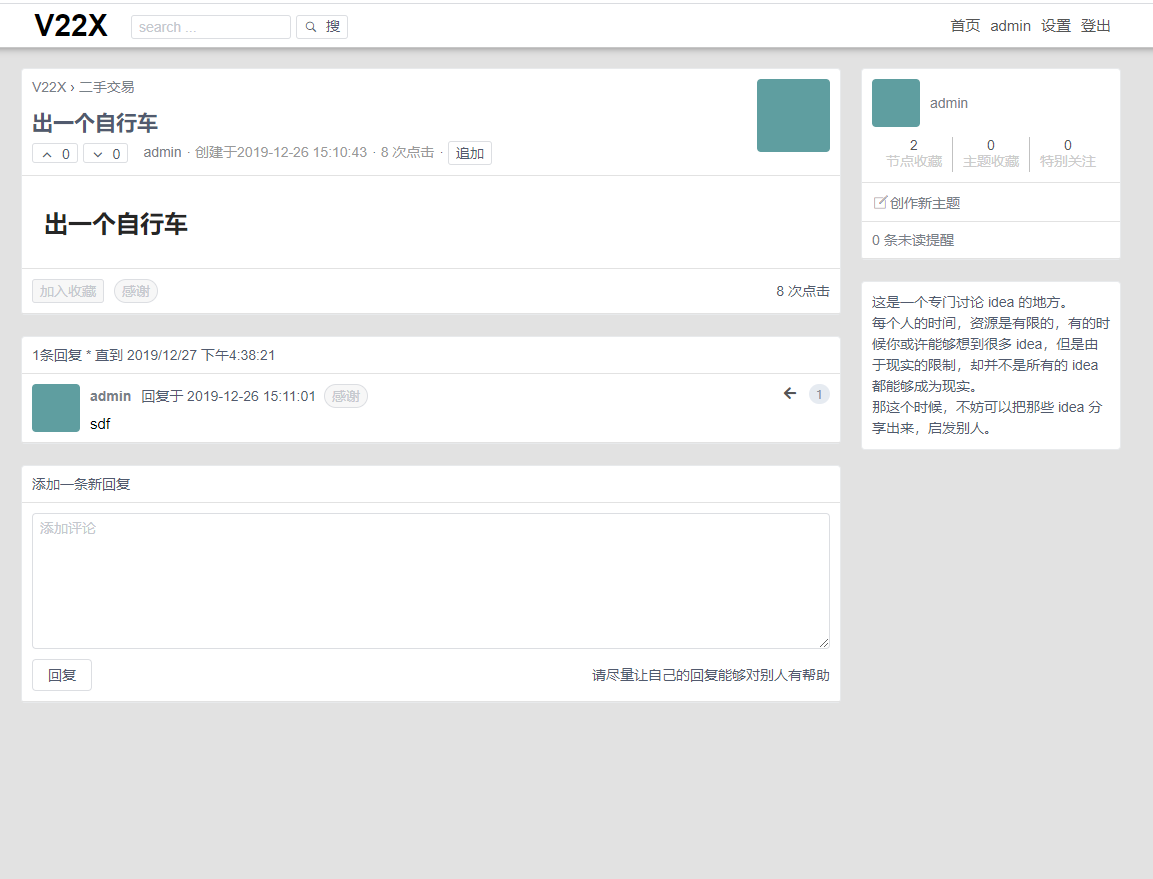 V22X search ... 搜 首页 admin 设置 登出
V22X › 二手交易
出一个自行车
0 0 admin · 创建于2019-12-26 15:10:43 · 8 次点击 · 追加
出一个自行车
加入收藏 感谢 8 次点击
1条回复 * 直到 2019/12/27 下午4:38:21
admin 回复于 2019-12-26 15:11:01 感谢 1
sdf
添加一条新回复
添加评论
回复 请尽量让自己的回复能够对别人有帮助
admin
2 0 0
节点收藏 主题收藏 特别关注
创作新主题
0 条未读提醒
这是一个专门讨论 idea 的地方。
每个人的时间，资源是有限的，有的时
候你或许能够想到很多 idea，但是由
于现实的限制，却并不是所有的 idea
都能够成为现实。
那这个时候，不妨可以把那些 idea 分
享出来，启发别人。